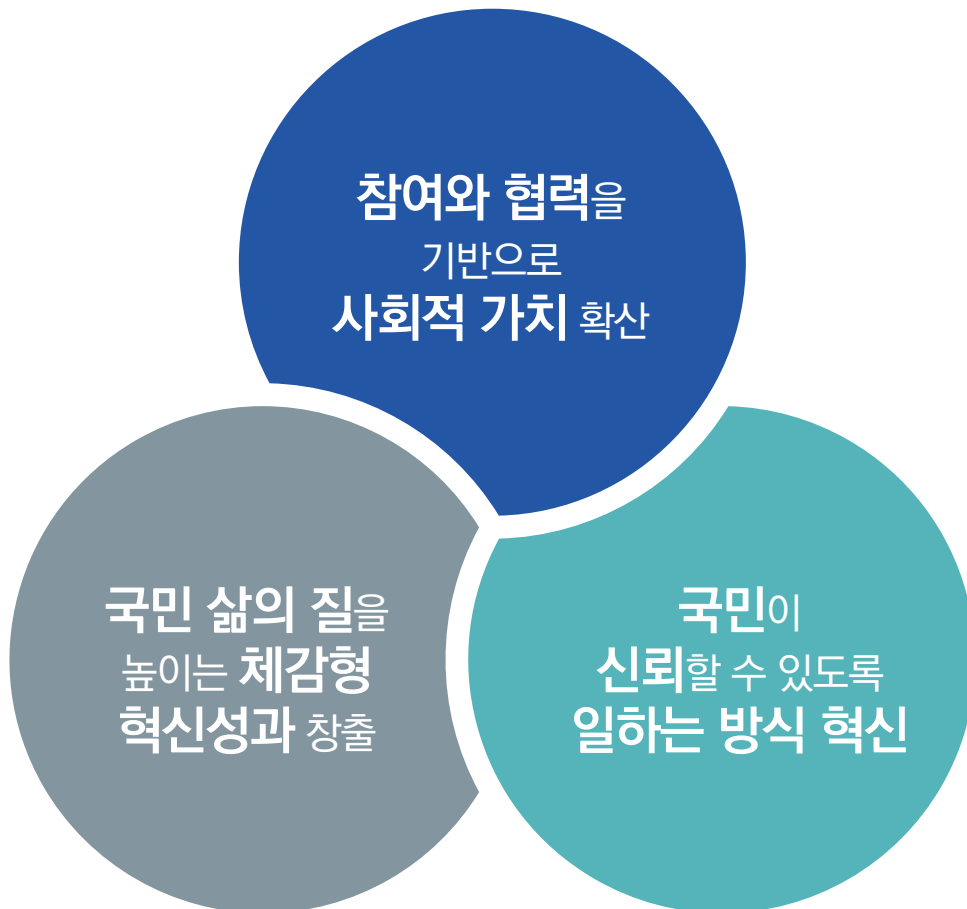 참여와 협력을
기반으로
사회적 가치 확산
국민 삶의 질을
높이는 체감형
혁신성과 창출
국민이
신뢰할 수 있도록
일하는 방식 혁신